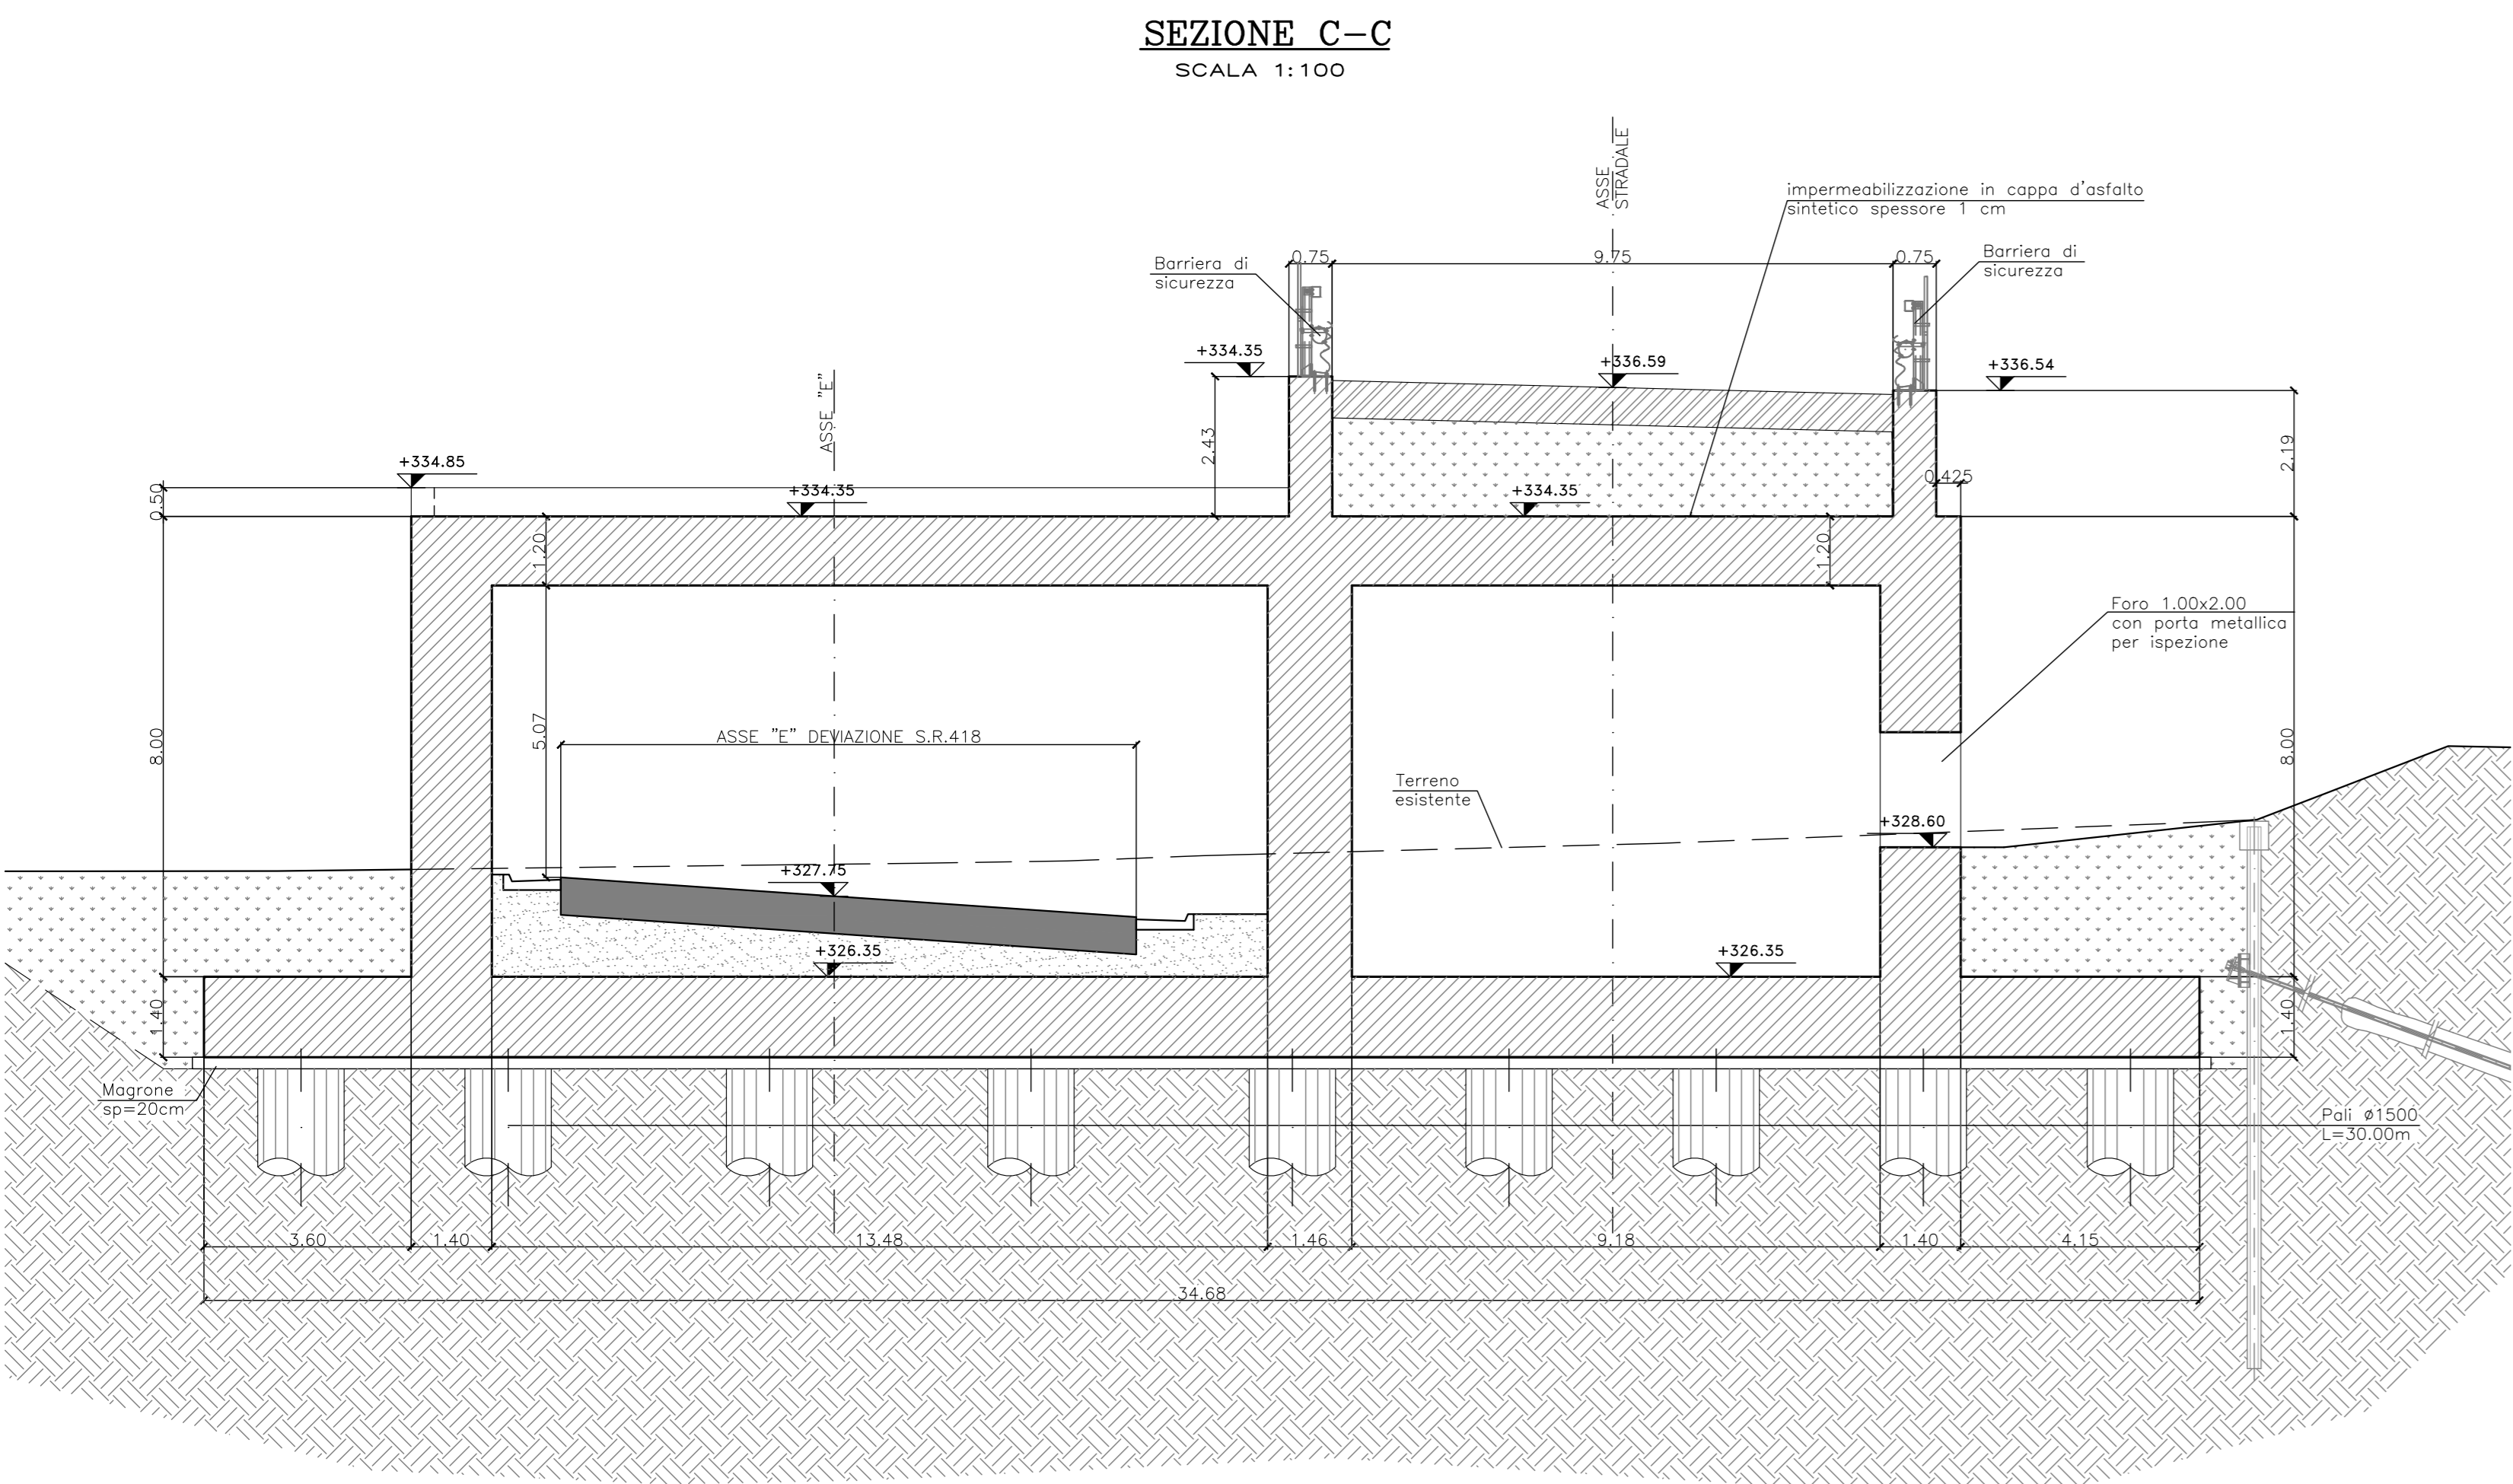 SEZIONE C-C
SCALA 1:100
ASSE
STRADALE
impermeabilizzazione in cappa d'asfalto
sintetico spessore 1 cm
Barriera di
sicurezza
0.75
9.75
0.75
Barriera di
sicurezza
+334.35
+336.59
+336.54
ASSE "E"
2.43
2.19
+334.85
0.50
+334.35
+334.35
0.425
1.20
1.20
Foro 1.00x2.00
con porta metallica
per ispezione
8.00
5.07
ASSE "E" DEVIAZIONE S.R.418
8.00
Terreno
esistente
+328.60
+327.75
+326.35
+326.35
1.40
1.40
Magrone
sp=20cm
Pali ø1500
L=30.00m
3.60
1.40
13.48
1.46
9.18
1.40
4.15
34.68